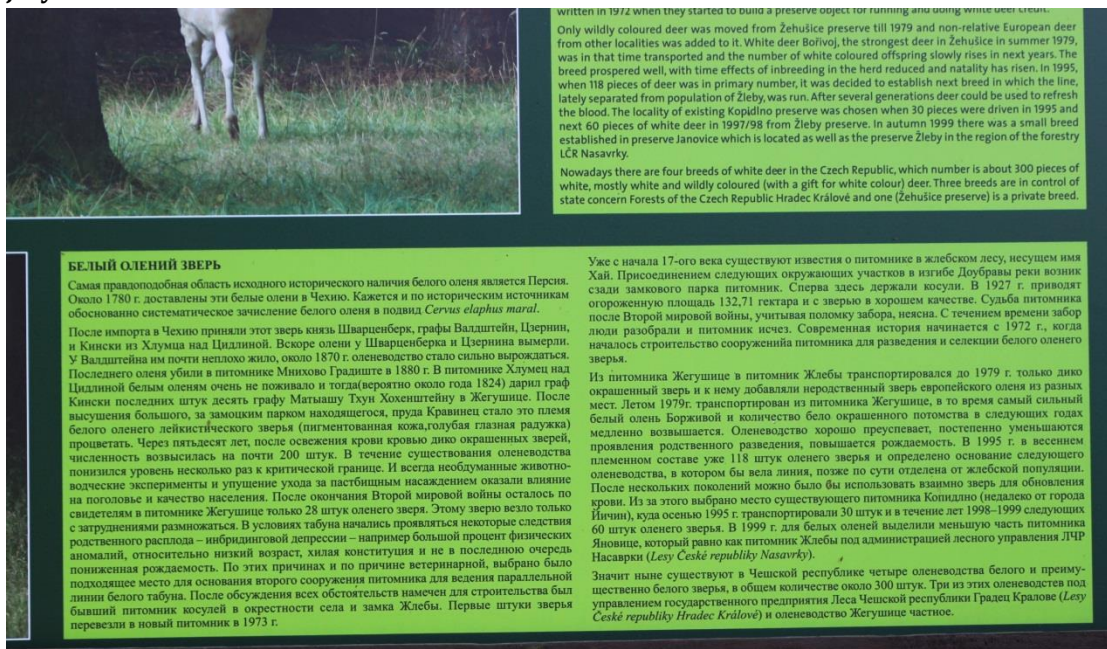 written in 1972 when they started to build a preserve object for running and doing white deer credit.
Only wildly coloured deer was moved from Žehušice preserve till 1979 and non-relative European deer
from other localities was added to it. White deer Bořivoj, the strongest deer in Žehušice in summer 1979,
was in that time transported and the number of white coloured offspring slowly rises in next years. The
breed prospered well, with time effects of inbreeding in the herd reduced and natality has risen. In 1995,
when 118 pieces of deer was in primary number, it was decided to establish next breed in which the line,
lately separated from population of Žleby, was run. After several generations deer could be used to refresh
the blood. The locality of existing Kopidlno preserve was chosen when 30 pieces were driven in 1995 and
next 60 pieces of white deer in 1997/98 from Žleby preserve. In autumn 1999 there was a small breed
established in preserve Janovice which is located as well as the preserve Žleby in the region of the forestry
LČR Nasavrky.
Nowadays there are four breeds of white deer in the Czech Republic, which number is about 300 pieces of
white, mostly white and wildly coloured (with a gift for white colour) deer. Three breeds are in control of
state concern Forests of the Czech Republic Hradec Králové and one (Žehušice preserve) is a private breed.
БЕЛЫЙ ОЛЕНИЙ ЗВЕРЬ
Самая правдоподобная область исходного исторического наличия белого оленя является Персия.
Около 1780 г. доставлены эти белые олени в Чехию. Кажется и по историческим источникам
обоснованно систематическое зачисление белого оленя в подвид Cervus elaphus maral.
После импорта в Чехию приняли этот зверь князь Шварценберк, графы Валдштейн, Цзернин,
и Кински из Хлумца над Цидлиной. Вскоре олени у Шварценберка и Цзернина вымерли.
У Валдштейна им почти неплохо жило, около 1870 г. оленеводство стало сильно вырождаться.
Последнего оленя убили в питомнике Мнихово Градиште в 1880 г. В питомнике Хлумец над
Цидлиной белым оленям очень не поживало и тогда(вероятно около года 1824) дарил граф
Кински последних штук десять графу Матыашу Тхун Хохенштейну в Жегушице. После
высушения большого, за замоцким парком находящегося, пруда Кравинец стало это племя
белого оленего лейкистического зверья (пигментованная кожа,голубая глазная радужка)
процветать. Через пятьдесят лет, после освежения крови кровью дико окрашенных зверей,
численность возвысилась на почти 200 штук. В течение существования оленеводства
понизился уровень несколько раз к критической границе. И всегда необдуманные животно-
водческие эксперименты и упущение ухода за пастбищным насаждением оказали влияние
на поголовье и качество населения. После окончания Второй мировой войны осталось по
свидетелям в питомнике Жегушице только 28 штук оленего зверя. Этому зверю везло только
с затруднениями размножаться. В условиях табуна начались проявляться некоторые следствия
родственного расплода – инбридинговой депрессии – например большой процент физических
аномалий, относительно низкий возраст, хилая конституция и не в последнюю очередь
пониженная рождаемость. По этих причинах и по причине ветеринарной, выбрано было
подходящее место для основания второго сооружения питомника для ведения параллельной
линии белого табуна. После обсуждения всех обстоятельств намечен для строительства был
бывший питомник косулей в окрестности села и замка Жлебы. Первые штуки зверья
перевезли в новый питомник в 1973 г.
Уже с начала 17-ого века существуют известия о питомнике в жлебском лесу, несущем имя
Хай. Присоединением следующих окружающих участков в изгибе Доубравы реки возник
сзади замкового парка питомник. Сперва здесь держали косули. В 1927 г. приводят
огороженную площадь 132,71 гектара и с зверью в хорошем качестве. Судьба питомника
после Второй мировой войны, учитывая поломку забора, неясна. С течением времени забор
люди разобрали и питомник исчез. Современная история начинается с 1972 г., когда
началось строительство сооруженийа питомника для разведения и селекции белого оленего
зверья.
Из питомника Жегушице в питомник Жлебы транспортировался до 1979 г. только дико
окрашенный зверь и к нему добавляли неродственный зверь европейского оленя из разных
мест. Летом 1979г. транспортирован из питомника Жегушице, в то время самый сильный
белый олень Борживой и количество бело окрашенного потомства в следующих годах
медленно возвышается. Оленеводство хорошо преуспевает, постепенно уменьшаются
проявления родственного разведения, повышается рождаемость. В 1995 г. в весеннем
племенном составе уже 118 штук оленего зверья и определено основание следующего
оленеводства, в котором бы вела линия, позже по сути отделена от жлебской популяции.
После нескольких поколений можно было бы использовать взаимно зверь для обновления
крови. Из за этого выбрано место существующего питомника Копидлно (недалеко от города
Йичин), куда осенью 1995 г. транспортировали 30 штук и в течение лет 1998–1999 следующих
60 штук оленего зверья. В 1999 г. для белых оленей выделили меньшую часть питомника
Яновице, который равно как питомник Жлебы под администрацией лесного управления ЛЧР
Насаврки (Lesy České republiky Nasavrky).
Значит ныне существуют в Чешской республике четыре оленеводства белого и преиму-
щественно белого зверья, в общем количестве около 300 штук. Три из этих оленеводстев под
управлением государственного предприятия Леса Чешской республики Градец Кралове (Lesy
České republiky Hradec Králové) и оленеводство Жегушице частное.